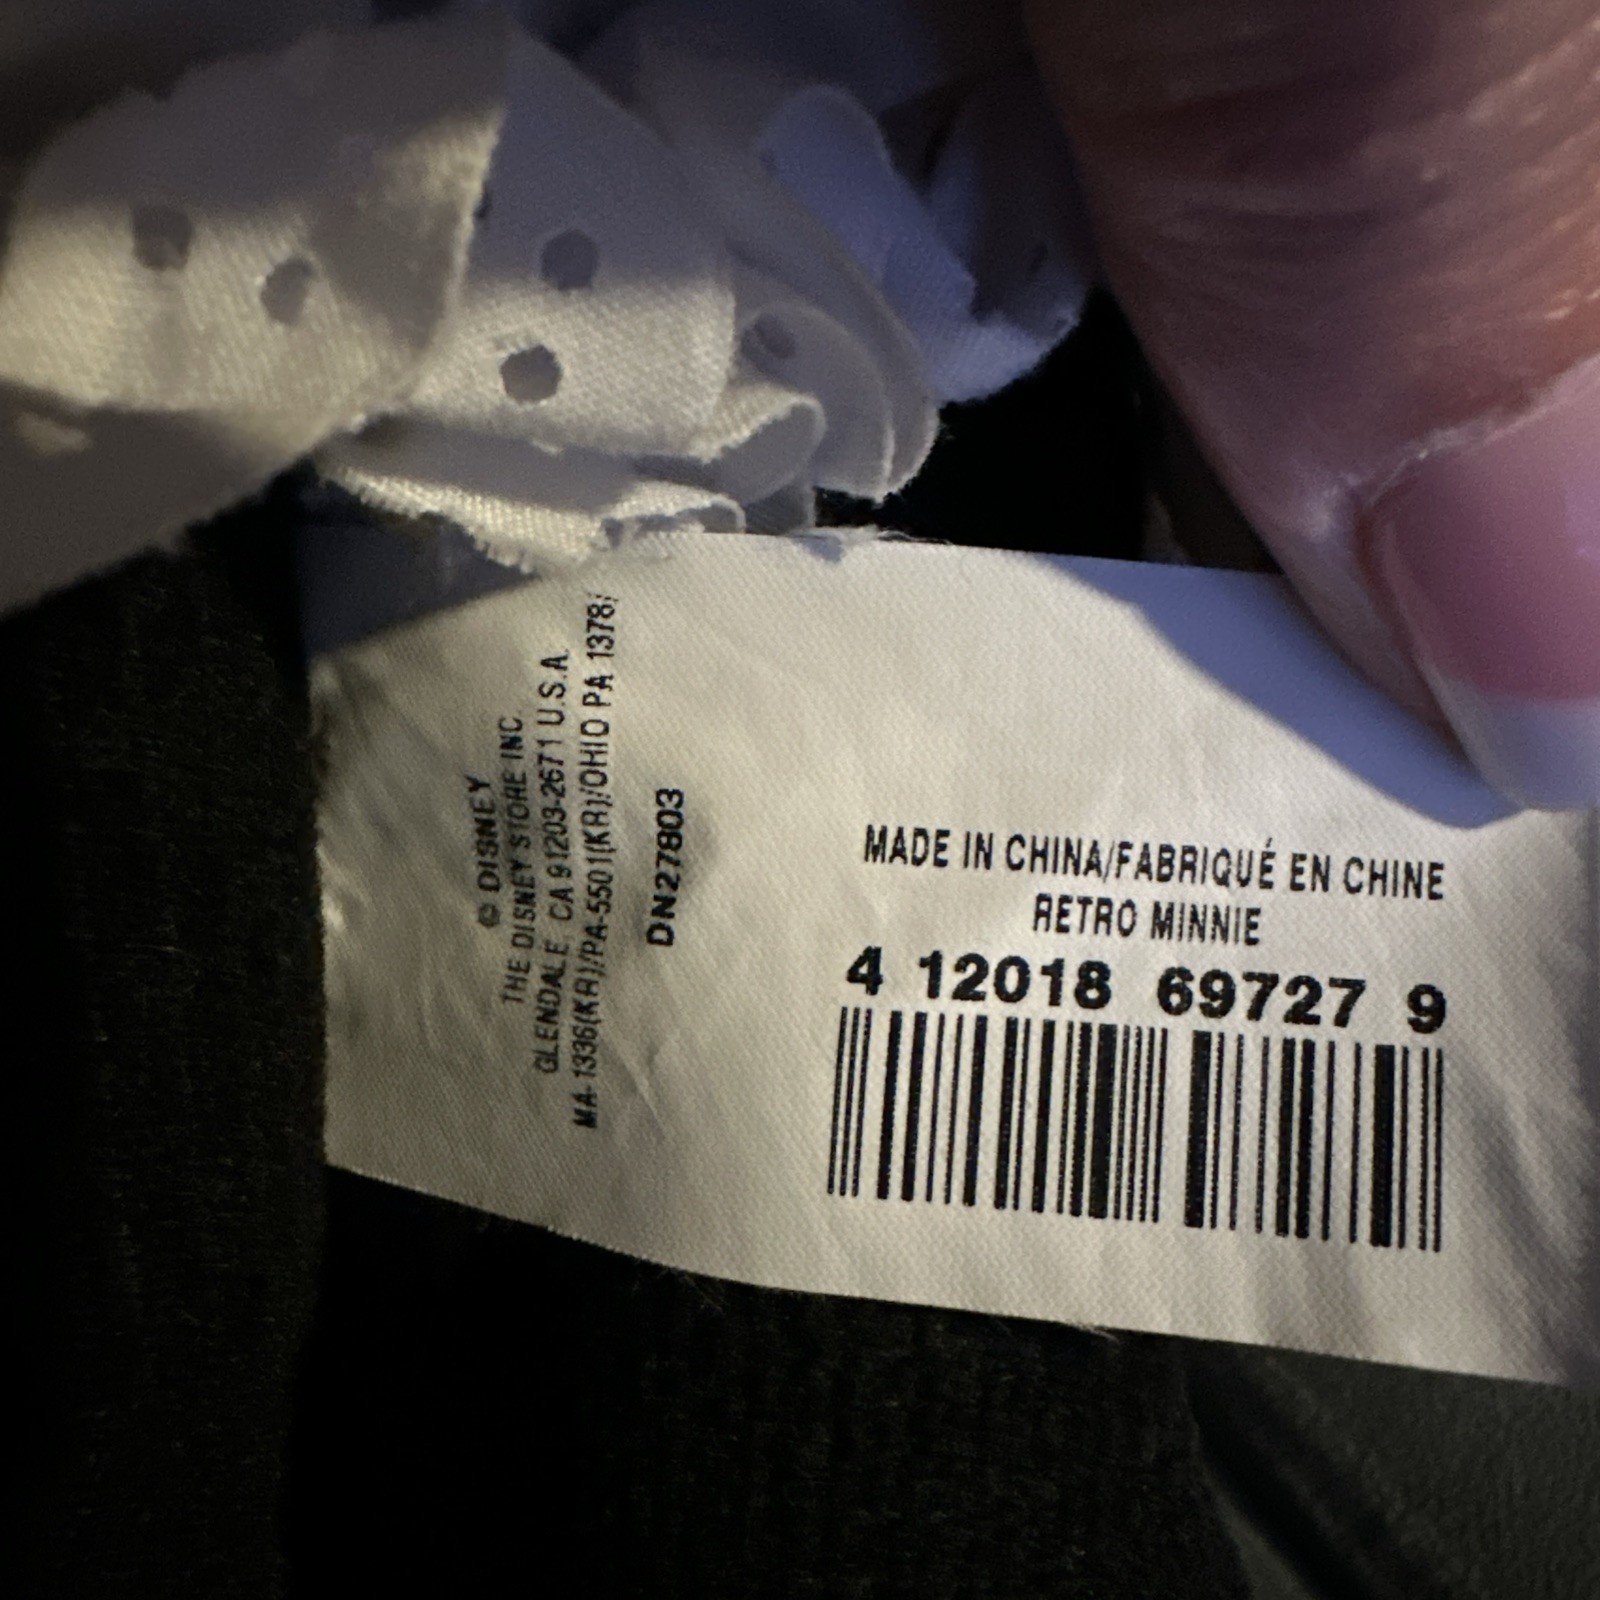 © DISNEY
THE DISNEY STORE INC.
GLENDALE, CA 91203-2671 U.S.A.
MA-1336(KR)/PA-5501(KR)/OHIO PA 1378/
DN27803
MADE IN CHINA/FABRIQUÉ EN CHINE
RETRO MINNIE
4 12018 69727 9